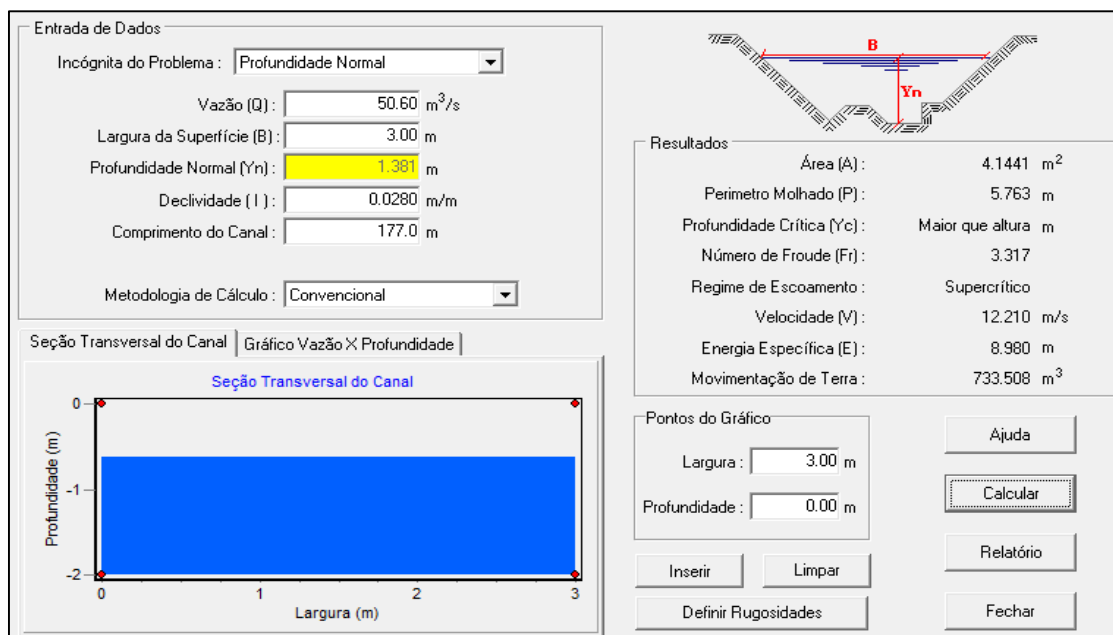 Entrada de Dados
Incógnita do Problema : Profundidade Normal
Vazão (Q) : 50.60 m³/s
Largura da Superfície (B) : 3.00 m
Profundidade Normal (Yn) : 1.381 m
Declividade ( I ) : 0.0280 m/m
Comprimento do Canal : 177.0 m
Metodologia de Cálculo : Convencional
B
Yn
Resultados
Área (A) : 4.1441 m²
Perimetro Molhado (P) : 5.763 m
Profundidade Crítica (Yc) : Maior que altura m
Número de Froude (Fr) : 3.317
Regime de Escoamento : Supercrítico
Velocidade (V) : 12.210 m/s
Energia Específica (E) : 8.980 m
Movimentação de Terra : 733.508 m³
Seção Transversal do Canal Gráfico Vazão X Profundidade
Seção Transversal do Canal
Profundidade (m)
0
-1
-2
0 1 2 3
Largura (m)
Pontos do Gráfico
Largura : 3.00 m
Profundidade : 0.00 m
Inserir Limpar
Definir Rugosidades
Ajuda
Calcular
Relatório
Fechar